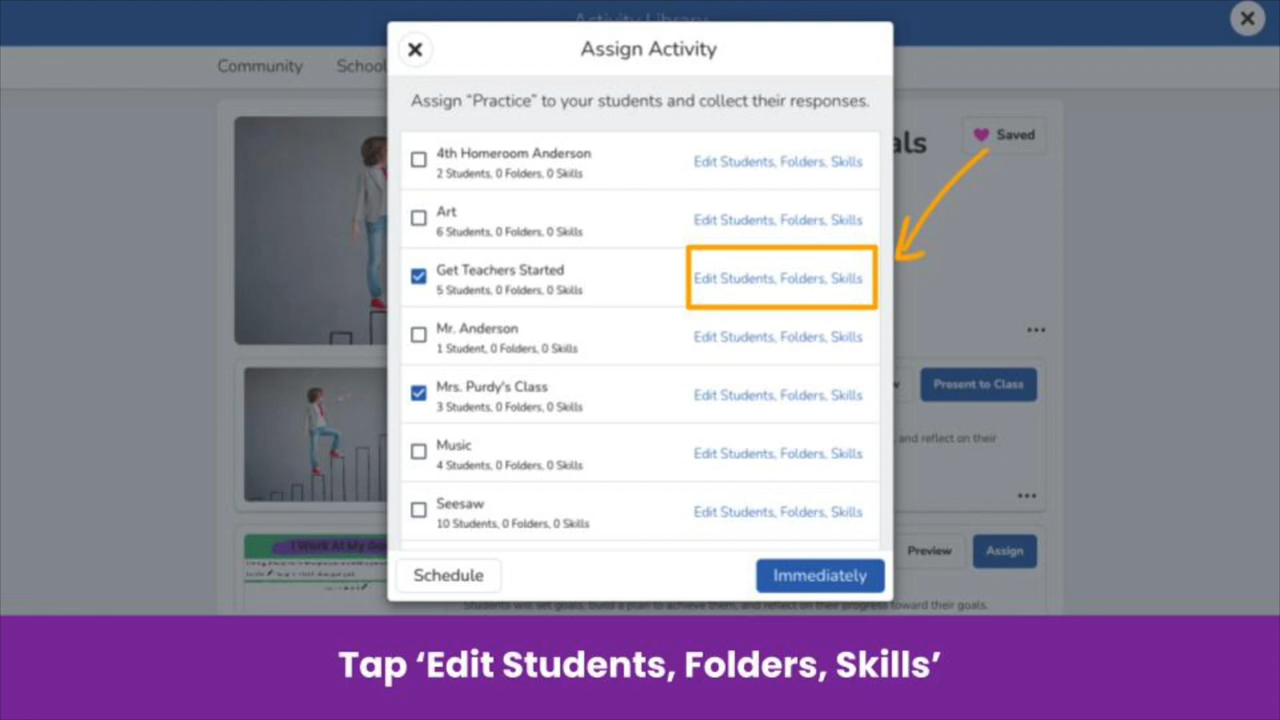 Activity Library
Assign Activity
Community
School
Assign “Practice” to your students and collect their responses.
als
Saved
4th Homeroom Anderson
2 Students, 0 Folders, 0 Skills
Edit Students, Folders, Skills
Art
6 Students, 0 Folders, 0 Skills
Edit Students, Folders, Skills
Get Teachers Started
5 Students, 0 Folders, 0 Skills
Edit Students, Folders, Skills
Mr. Anderson
1 Student, 0 Folders, 0 Skills
Edit Students, Folders, Skills
Mrs. Purdy's Class
3 Students, 0 Folders, 0 Skills
Edit Students, Folders, Skills
Present to Class
and reflect on their
Music
4 Students, 0 Folders, 0 Skills
Edit Students, Folders, Skills
Seesaw
10 Students, 0 Folders, 0 Skills
Edit Students, Folders, Skills
I Work At My
Preview
Assign
Schedule
Immediately
Students will set goals, build a plan to achieve them, and reflect on their progress toward their goals.
Tap ‘Edit Students, Folders, Skills’